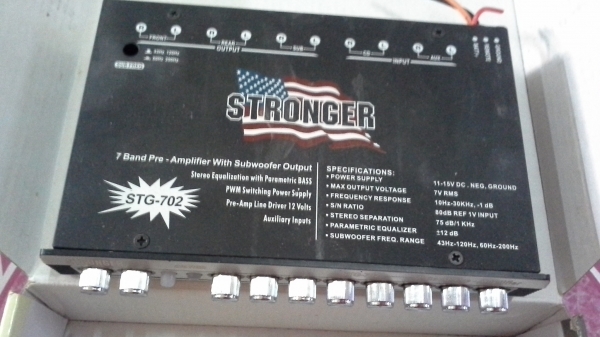 R L R L R L R L R L
FRONT REAR SUB CD AUX
OUTPUT INPUT
SUB FREQ
STRONGER
7 Band Pre - Amplifier With Subwoofer Output
Stereo Equalization with Parametric BASS
PWM Switching Power Supply
Pre-Amp Line Driver 12 Volts
Auxiliary Inputs
STG-702
SPECIFICATIONS:
• POWER SUPPLY 11-15V DC . NEG, GROUND
• MAX OUTPUT VOLTAGE 7V RMS
• FREQUENCY RESPONSE 10Hz-30KHz, -1 dB
• S/N RATIO 80dB REF 1V INPUT
• STEREO SEPARATION 75 dB/1 KHz
• PARAMETRIC EQUALIZER ±12 dB
• SUBWOOFER FREQ. RANGE 43Hz-120Hz, 60Hz-200Hz